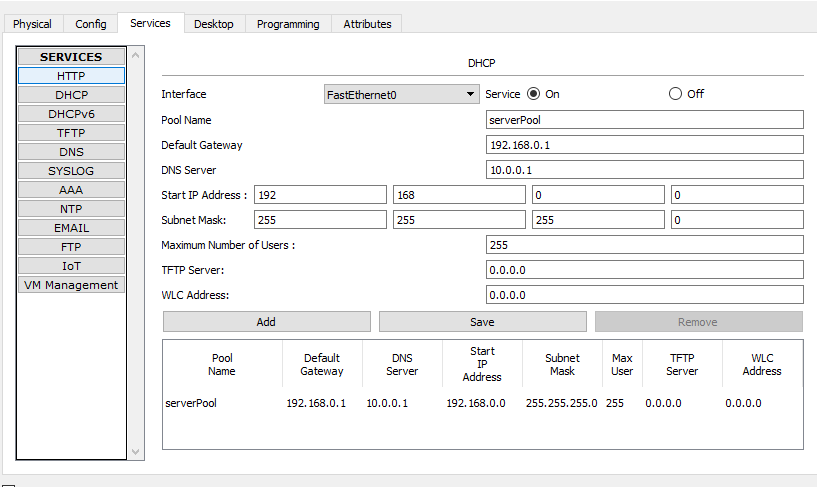 Physical Config Services Desktop Programming Attributes
SERVICES
HTTP
DHCP
DHCPv6
TFTP
DNS
SYSLOG
AAA
NTP
EMAIL
FTP
IoT
VM Management
DHCP
Interface FastEthernet0 Service On Off
Pool Name serverPool
Default Gateway 192.168.0.1
DNS Server 10.0.0.1
Start IP Address : 192 168 0 0
Subnet Mask: 255 255 255 0
Maximum Number of Users : 255
TFTP Server: 0.0.0.0
WLC Address: 0.0.0.0
Add Save Remove
Pool Name Default Gateway DNS Server Start IP Address Subnet Mask Max User TFTP Server WLC Address
serverPool 192.168.0.1 10.0.0.1 192.168.0.0 255.255.255.0 255 0.0.0.0 0.0.0.0